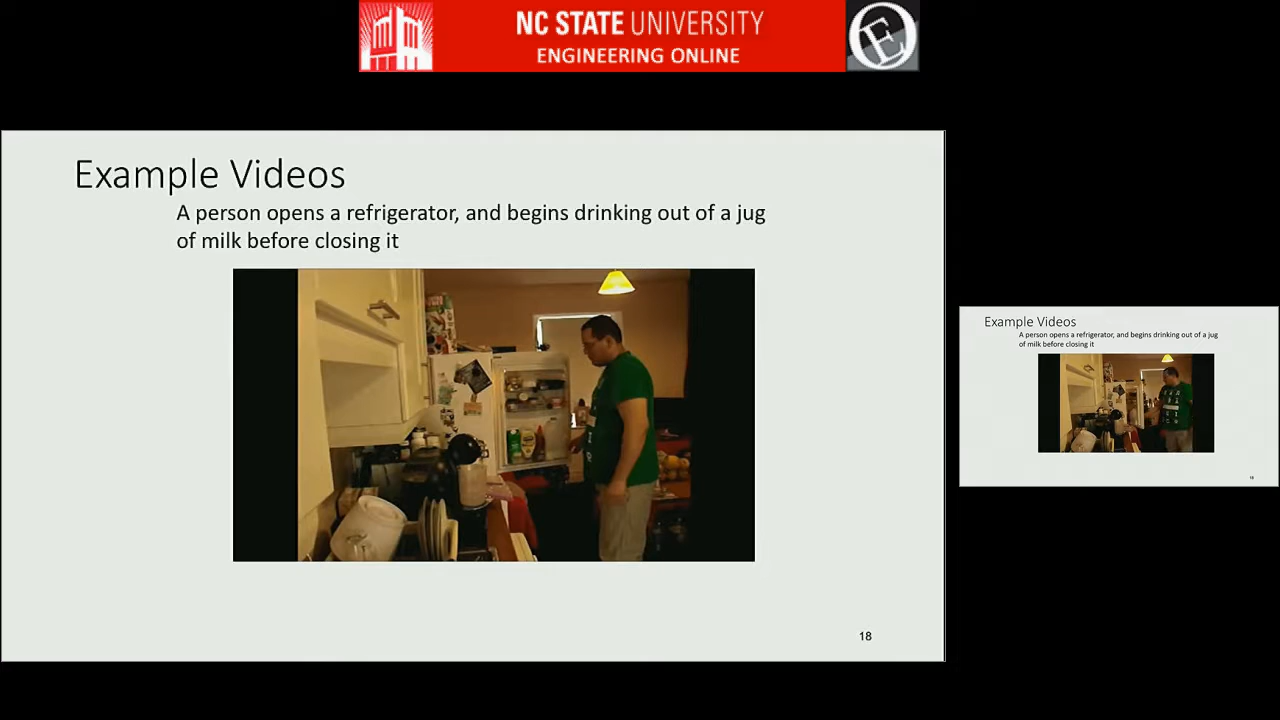 NC STATE UNIVERSITY
ENGINEERING ONLINE
Example Videos
A person opens a refrigerator, and begins drinking out of a jug
of milk before closing it
18
Example Videos
A person opens a refrigerator, and begins drinking out of a jug
of milk before closing it
18